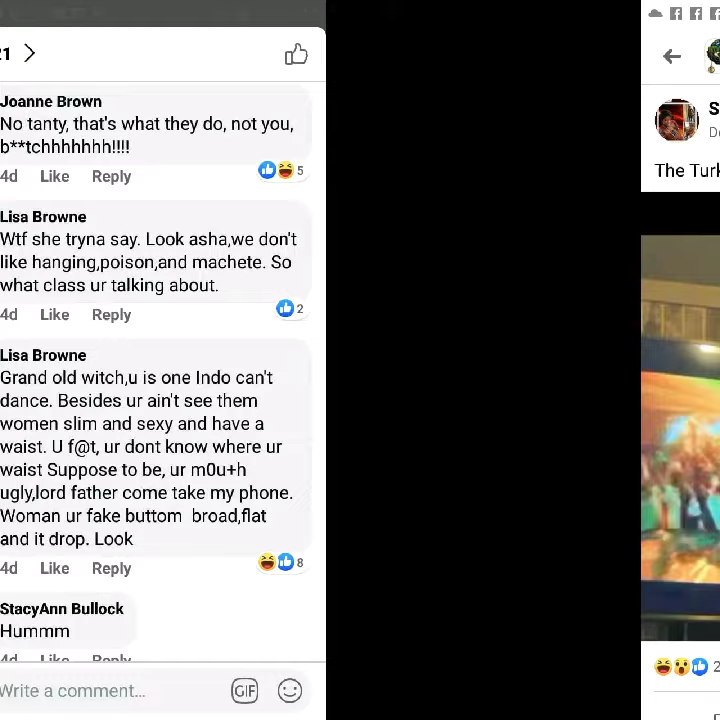 21 >
Joanne Brown
No tanty, that's what they do, not you,
b**tchhhhhhh!!!!
4d Like Reply 5
Lisa Browne
Wtf she tryna say. Look asha,we don't
like hanging,poison,and machete. So
what class ur talking about.
4d Like Reply 2
Lisa Browne
Grand old witch,u is one Indo can't
dance. Besides ur ain't see them
women slim and sexy and have a
waist. U f@t, ur dont know where ur
waist Suppose to be, ur m0u+h
ugly,lord father come take my phone.
Woman ur fake buttom broad,flat
and it drop. Look
4d Like Reply 8
StacyAnn Bullock
Hummm
4d Like Reply
Write a comment...
GIF
S
De
The Turk
2